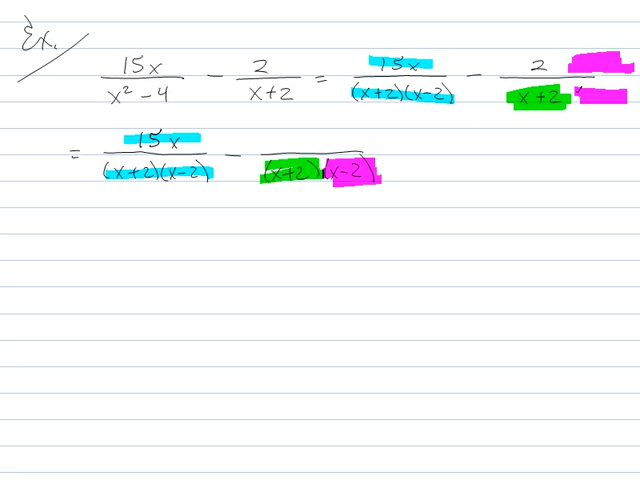 Ex.
15x / x² - 4 - 2 / x+2 = 15x / (x+2)(x-2) - 2 / x+2 ·
= 15x / (x+2)(x-2) - / (x+2)(x-2)